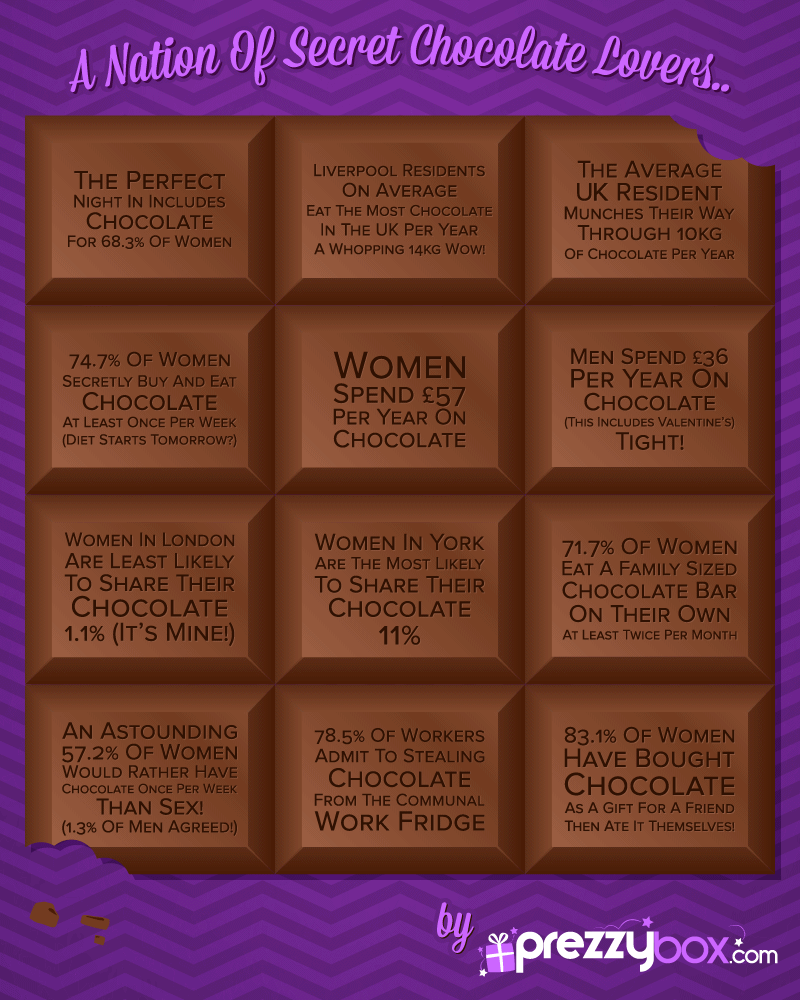 A Nation Of Secret Chocolate Lovers..
The Perfect
Night In Includes
Chocolate
For 68.3% Of Women
Liverpool Residents
On Average
Eat The Most Chocolate
In The UK Per Year
A Whopping 14kg Wow!
The Average
UK Resident
Munches Their Way
Through 10kg
Of Chocolate Per Year
74.7% Of Women
Secretly Buy And Eat
Chocolate
At Least Once Per Week
(Diet Starts Tomorrow?)
Women
Spend £57
Per Year On
Chocolate
Men Spend £36
Per Year On
Chocolate
(This Includes Valentine's)
Tight!
Women In London
Are Least Likely
To Share Their
Chocolate
1.1% (It's Mine!)
Women In York
Are The Most Likely
To Share Their
Chocolate
11%
71.7% Of Women
Eat A Family Sized
Chocolate Bar
On Their Own
At Least Twice Per Month
An Astounding
57.2% Of Women
Would Rather Have
Chocolate Once Per Week
Than Sex!
(1.3% Of Men Agreed!)
78.5% Of Workers
Admit To Stealing
Chocolate
From The Communal
Work Fridge
83.1% Of Women
Have Bought
Chocolate
As A Gift For A Friend
Then Ate It Themselves!
by
prezzybox.com